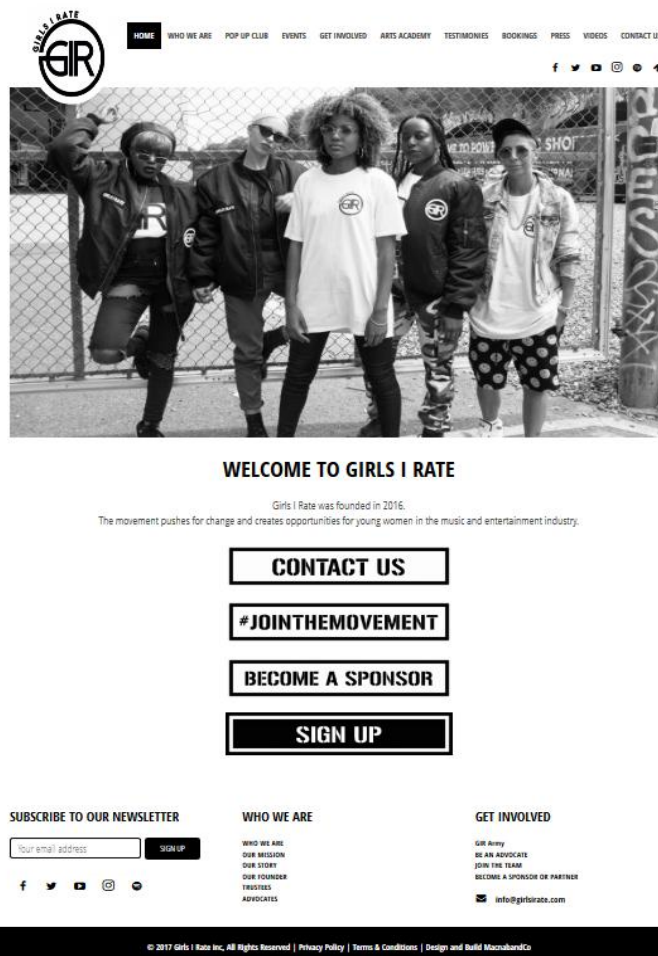 GIRLS I RATE
GIR
HOME WHO WE ARE POP UP CLUB EVENTS GET INVOLVED ARTS ACADEMY TESTIMONIES BOOKINGS PRESS VIDEOS CONTACT U
GIR
GIR
GIR
WELCOME TO GIRLS I RATE
Girls I Rate was founded in 2016.
The movement pushes for change and creates opportunities for young women in the music and entertainment industry.
CONTACT US
#JOINTHEMOVEMENT
BECOME A SPONSOR
SIGN UP
SUBSCRIBE TO OUR NEWSLETTER
Your email address SIGN UP
WHO WE ARE
WHO WE ARE
OUR MISSION
OUR STORY
OUR FOUNDER
TRUSTEES
ADVOCATES
GET INVOLVED
GIR Army
BE AN ADVOCATE
JOIN THE TEAM
BECOME A SPONSOR OR PARTNER
info@girlsirate.com
© 2017 Girls I Rate Inc, All Rights Reserved | Privacy Policy | Terms & Conditions | Design and Build MacnabandCo